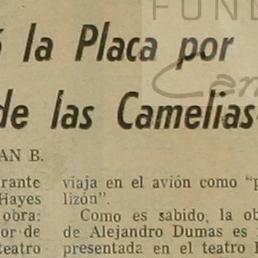 FUND
ó la Placa por
de las Camelias
AN B.
rante
Hayes
obra:
or de
teatro
viaja en el avión como "p
lizón".
Como es sabido, la ob
de Alejandro Dumas es
presentada en el teatro